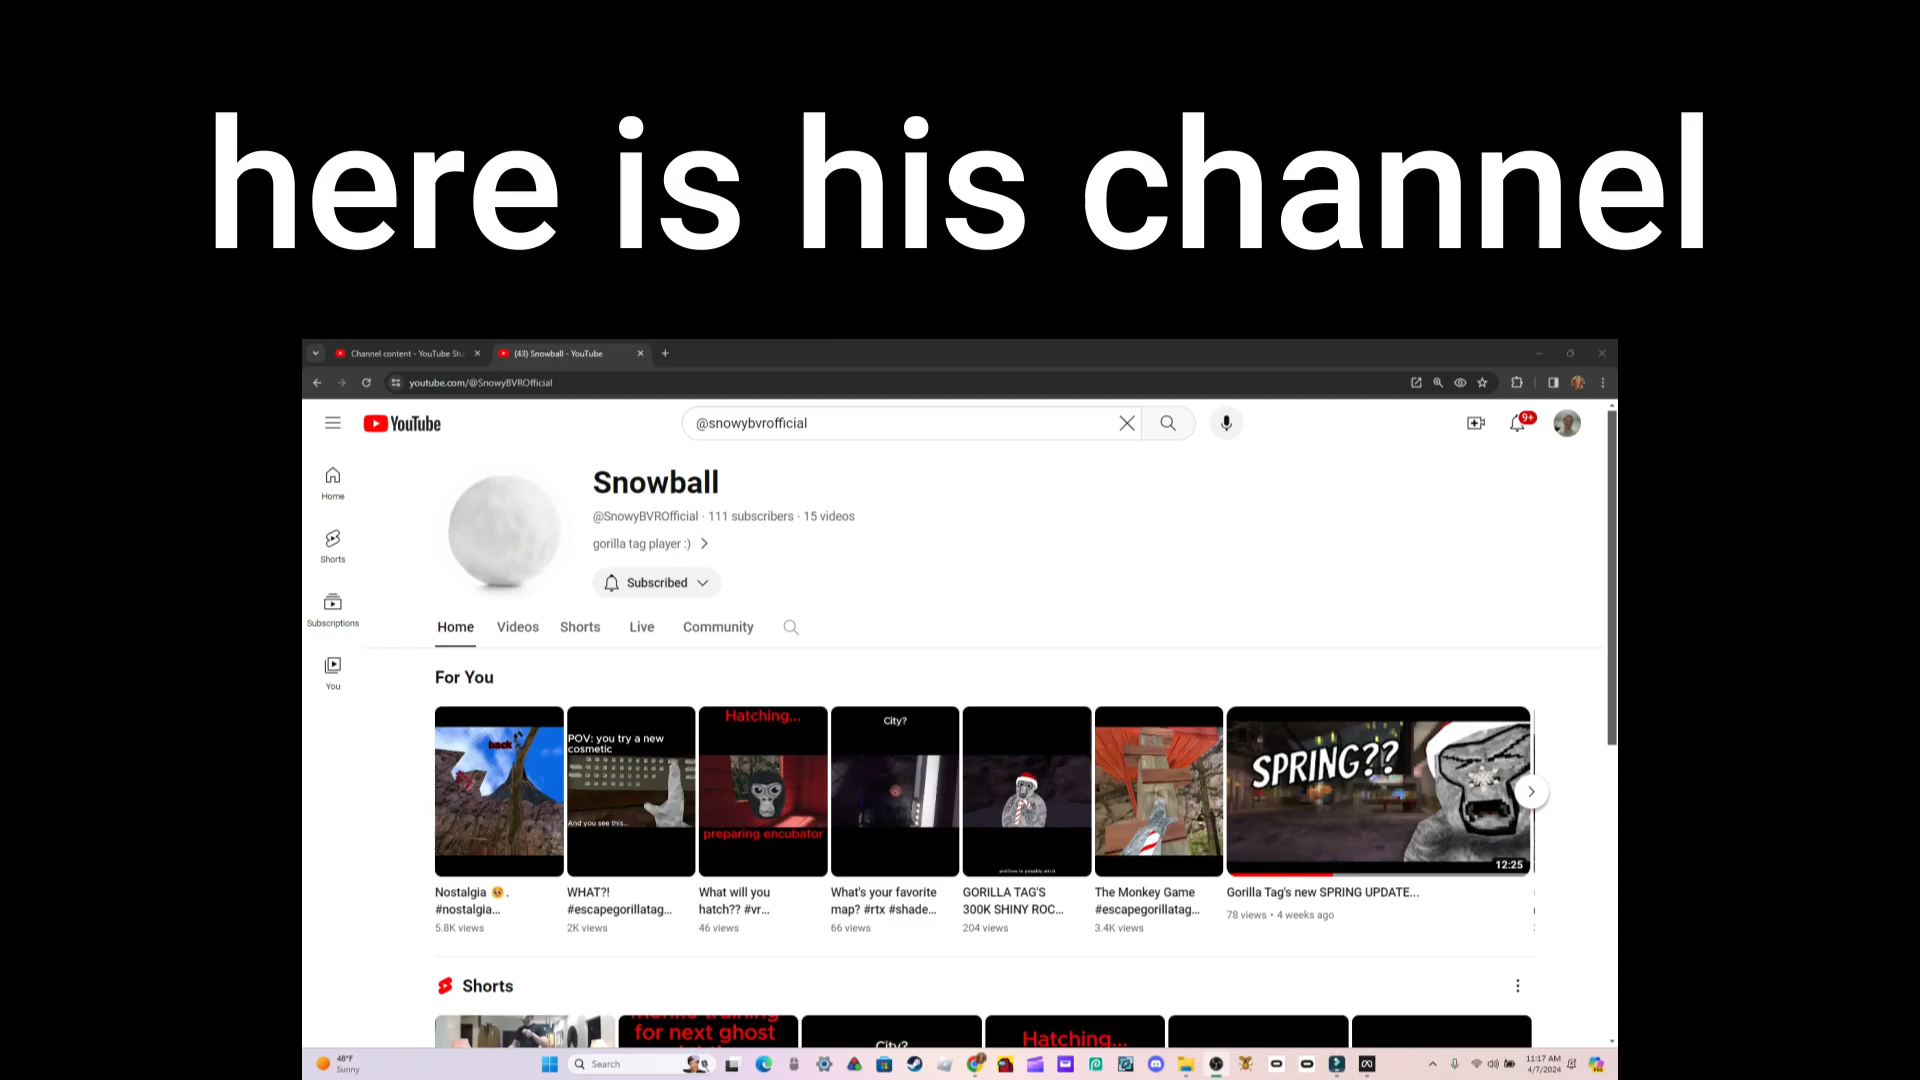 here is his channel
Channel content - YouTube Stu
(43) Snowball - YouTube
youtube.com/@SnowyBVROfficial
YouTube
@snowybvrofficial
9+
Home
Shorts
Subscriptions
You
Snowball
@SnowyBVROfficial · 111 subscribers · 15 videos
gorilla tag player :)
Subscribed
Home Videos Shorts Live Community
For You
back
POV: you try a new
cosmetic
And you see this...
Hatching...
preparing encubator
City?
and how to possibly win it
SPRING??
12:25
Nostalgia 🥺.
#nostalgia...
5.8K views
WHAT?!
#escapegorillatag...
2K views
What will you
hatch?? #vr...
46 views
What's your favorite
map? #rtx #shade...
66 views
GORILLA TAG'S
300K SHINY ROC...
204 views
The Monkey Game
#escapegorillatag...
3.4K views
Gorilla Tag's new SPRING UPDATE...
78 views • 4 weeks ago
Shorts
for next ghost
City?
Hatching...
48°F
Sunny
Search
11:17 AM
4/7/2024